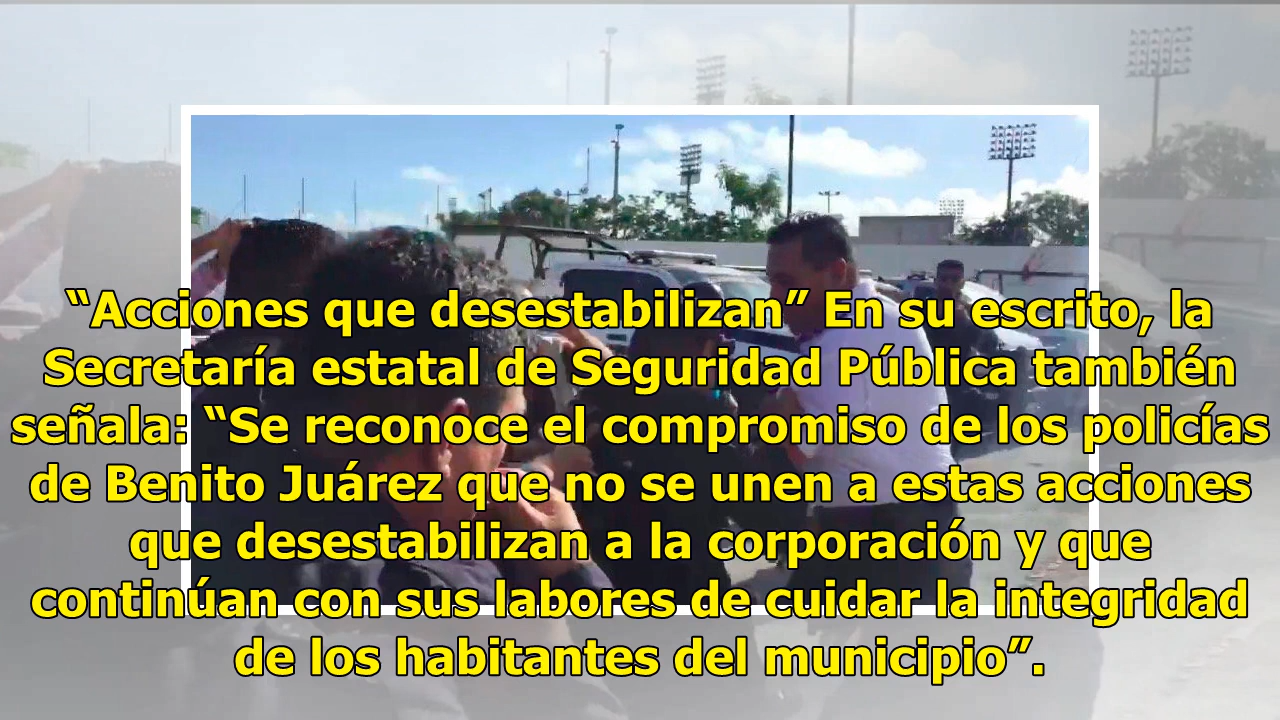 “Acciones que desestabilizan” En su escrito, la
Secretaría estatal de Seguridad Pública también
señala: “Se reconoce el compromiso de los policías
de Benito Juárez que no se unen a estas acciones
que desestabilizan a la corporación y que
continúan con sus labores de cuidar la integridad
de los habitantes del municipio”.